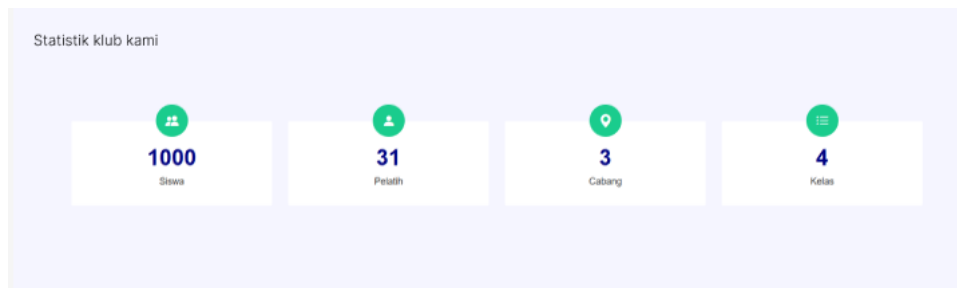 Statistik klub kami
1000
Siswa
31
Pelatih
3
Cabang
4
Kelas